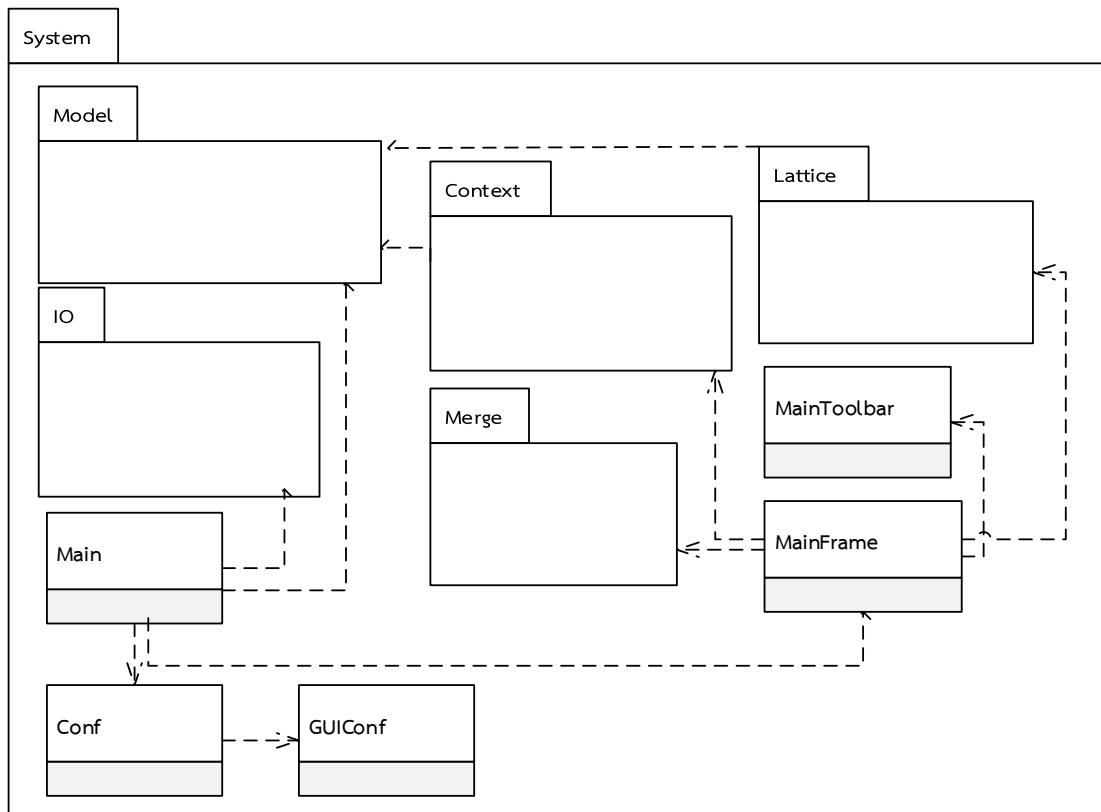 System
Model
Context
Lattice
IO
MainToolbar
Merge
MainFrame
Main
Conf
GUIConf